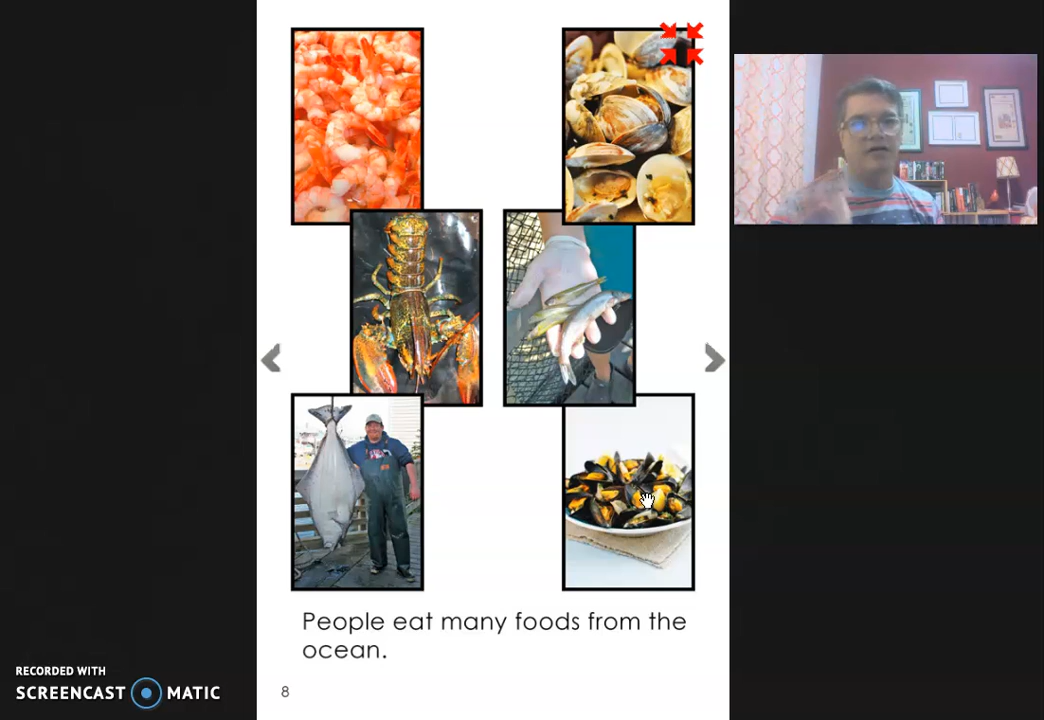 People eat many foods from the
ocean.
8
RECORDED WITH
SCREENCAST MATIC